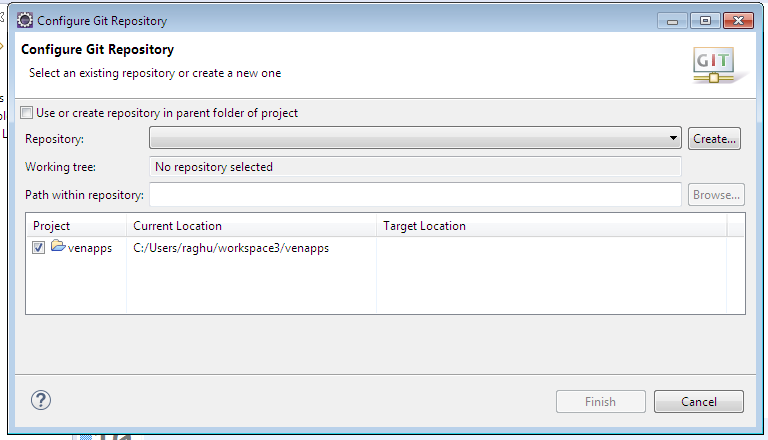 Configure Git Repository
Configure Git Repository
Select an existing repository or create a new one
GIT
Use or create repository in parent folder of project
Repository: Create...
Working tree: No repository selected
Path within repository: Browse...
Project Current Location Target Location
venapps C:/Users/raghu/workspace3/venapps
? Finish Cancel